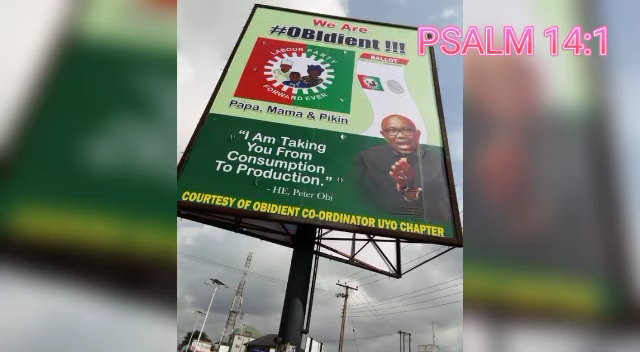 PSALM 14:1
We Are
#OBIdient !!!
LABOUR PARTY
FORWARD EVER
BALLOT
Papa, Mama & Pikin
"I Am Taking
You From
Consumption
To Production."
- HE, Peter Obi
COURTESY OF OBIDIENT CO-ORDINATOR UYO CHAPTER